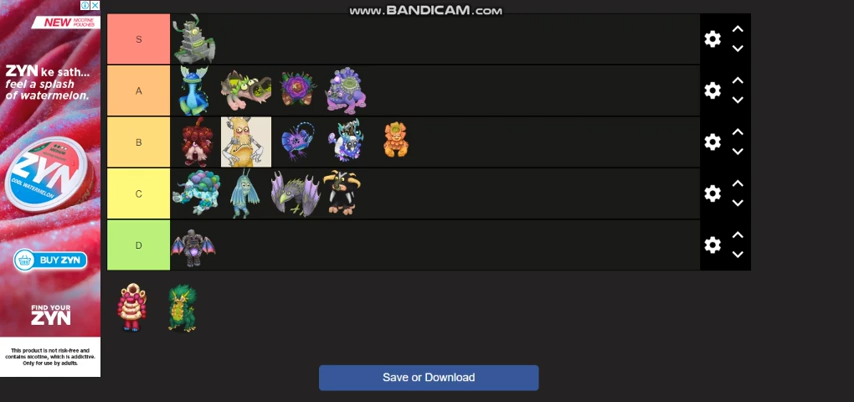 www.BANDICAM.com
NEW NICOTINE
POUCHES
ZYN ke sath...
feel a splash
of watermelon.
ZYN
COOL WATERMELON
BUY ZYN
FIND YOUR
ZYN
This product is not risk-free and
contains nicotine, which is addictive.
Only for use by adults.
S
A
B
C
D
Save or Download